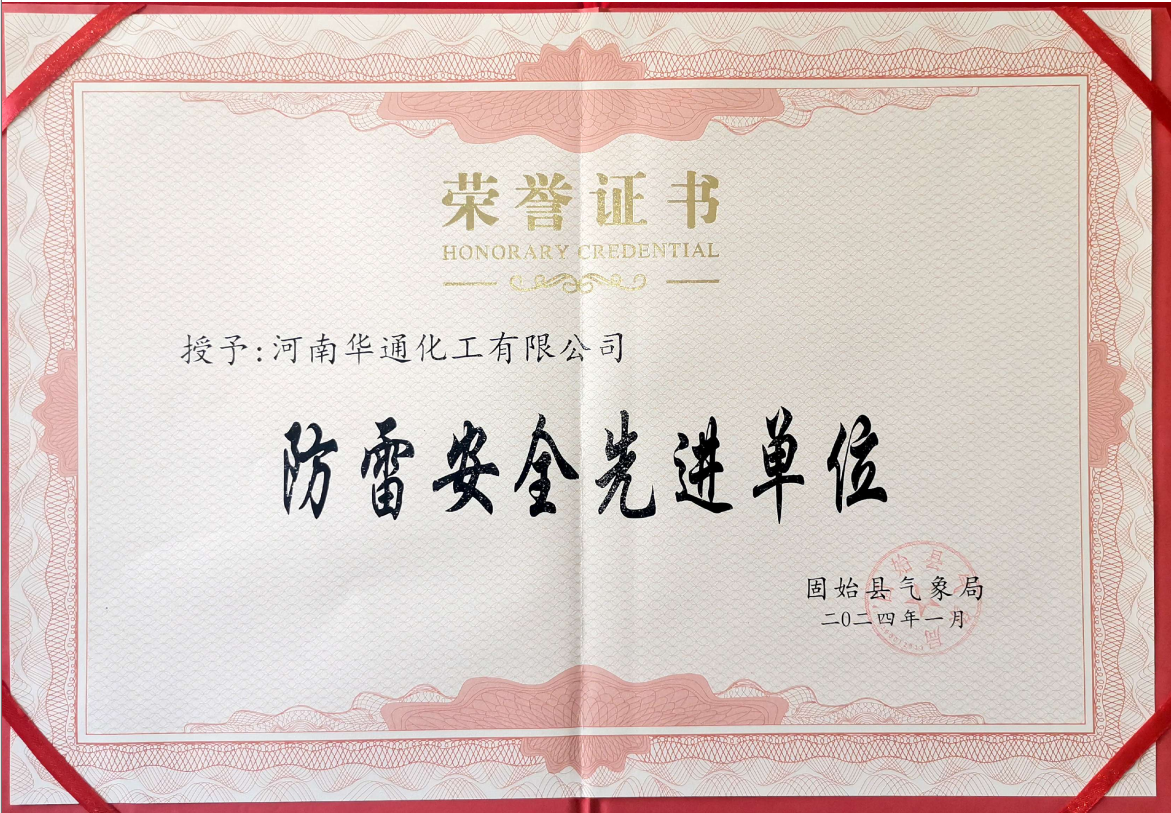 荣誉证书
HONORARY CREDENTIAL
授予:河南华通化工有限公司
防雷安全先进单位
固始县气象局
二〇二四年一月